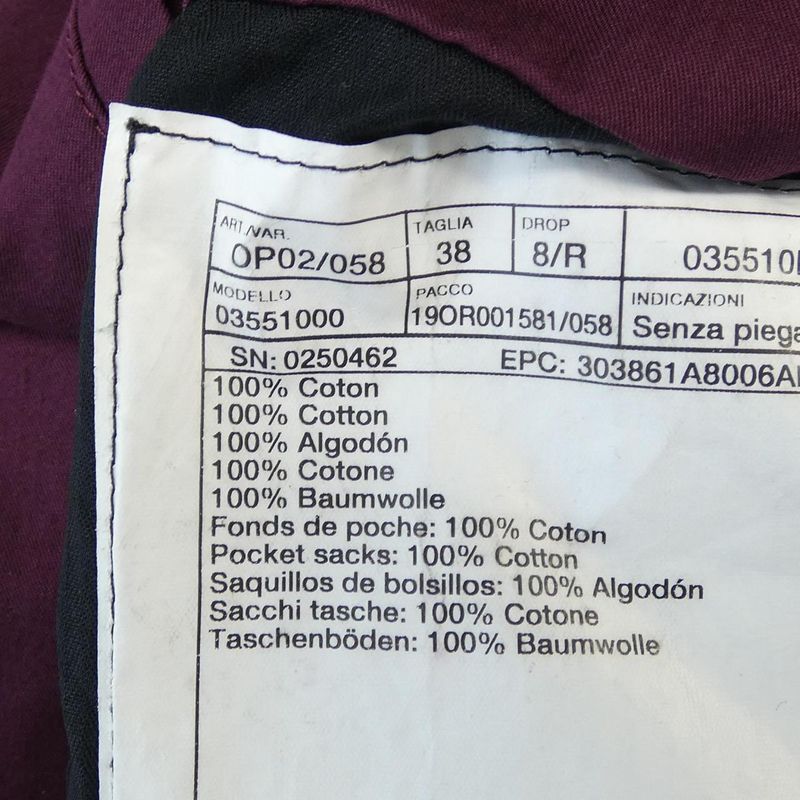 ART./VAR. TAGLIA DROP
OP02/058 38 8/R
MODELLO PACCO INDICAZIONI
03551000 19OR001581/058 Senza
SN: 0250462 EPC:
100% Coton
100% Cotton
100% Algodón
100% Cotone
100% Baumwolle
Fonds de poche: 100% Coton
Pocket sacks: 100% Cotton
Saquillos de bolsillos: 100% Algodón
Sacchi tasche: 100% Cotone
Taschenböden: 100% Baumwolle